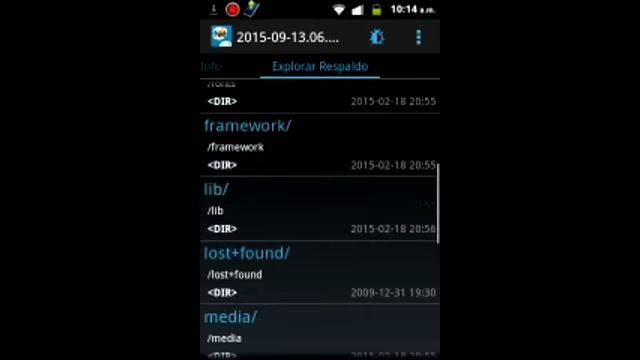 10:14 a.m.
2015-09-13.06....
Info
Explorar Respaldo
/fonts
<DIR> 2015-02-18 20:55
framework/
/framework
<DIR> 2015-02-18 20:55
lib/
/lib
<DIR> 2015-02-18 20:56
lost+found/
/lost+found
<DIR> 2009-12-31 19:30
media/
/media
<DIR>